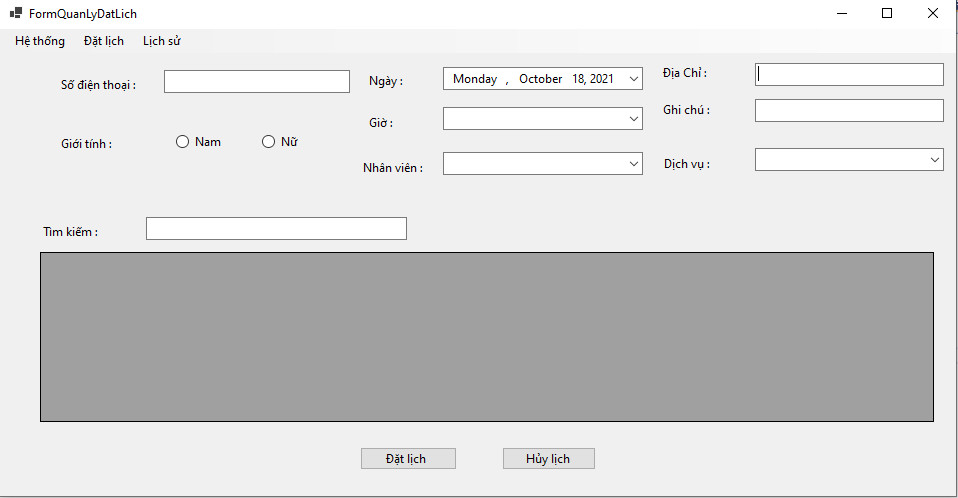 FormQuanLyDatLich
Hệ thống Đặt lịch Lịch sử
Số điện thoại : Ngày : Monday , October 18, 2021 Địa Chỉ :
Giờ : Ghi chú :
Giới tính : Nam Nữ
Nhân viên : Dịch vụ :
Tìm kiếm :
Đặt lịch Hủy lịch